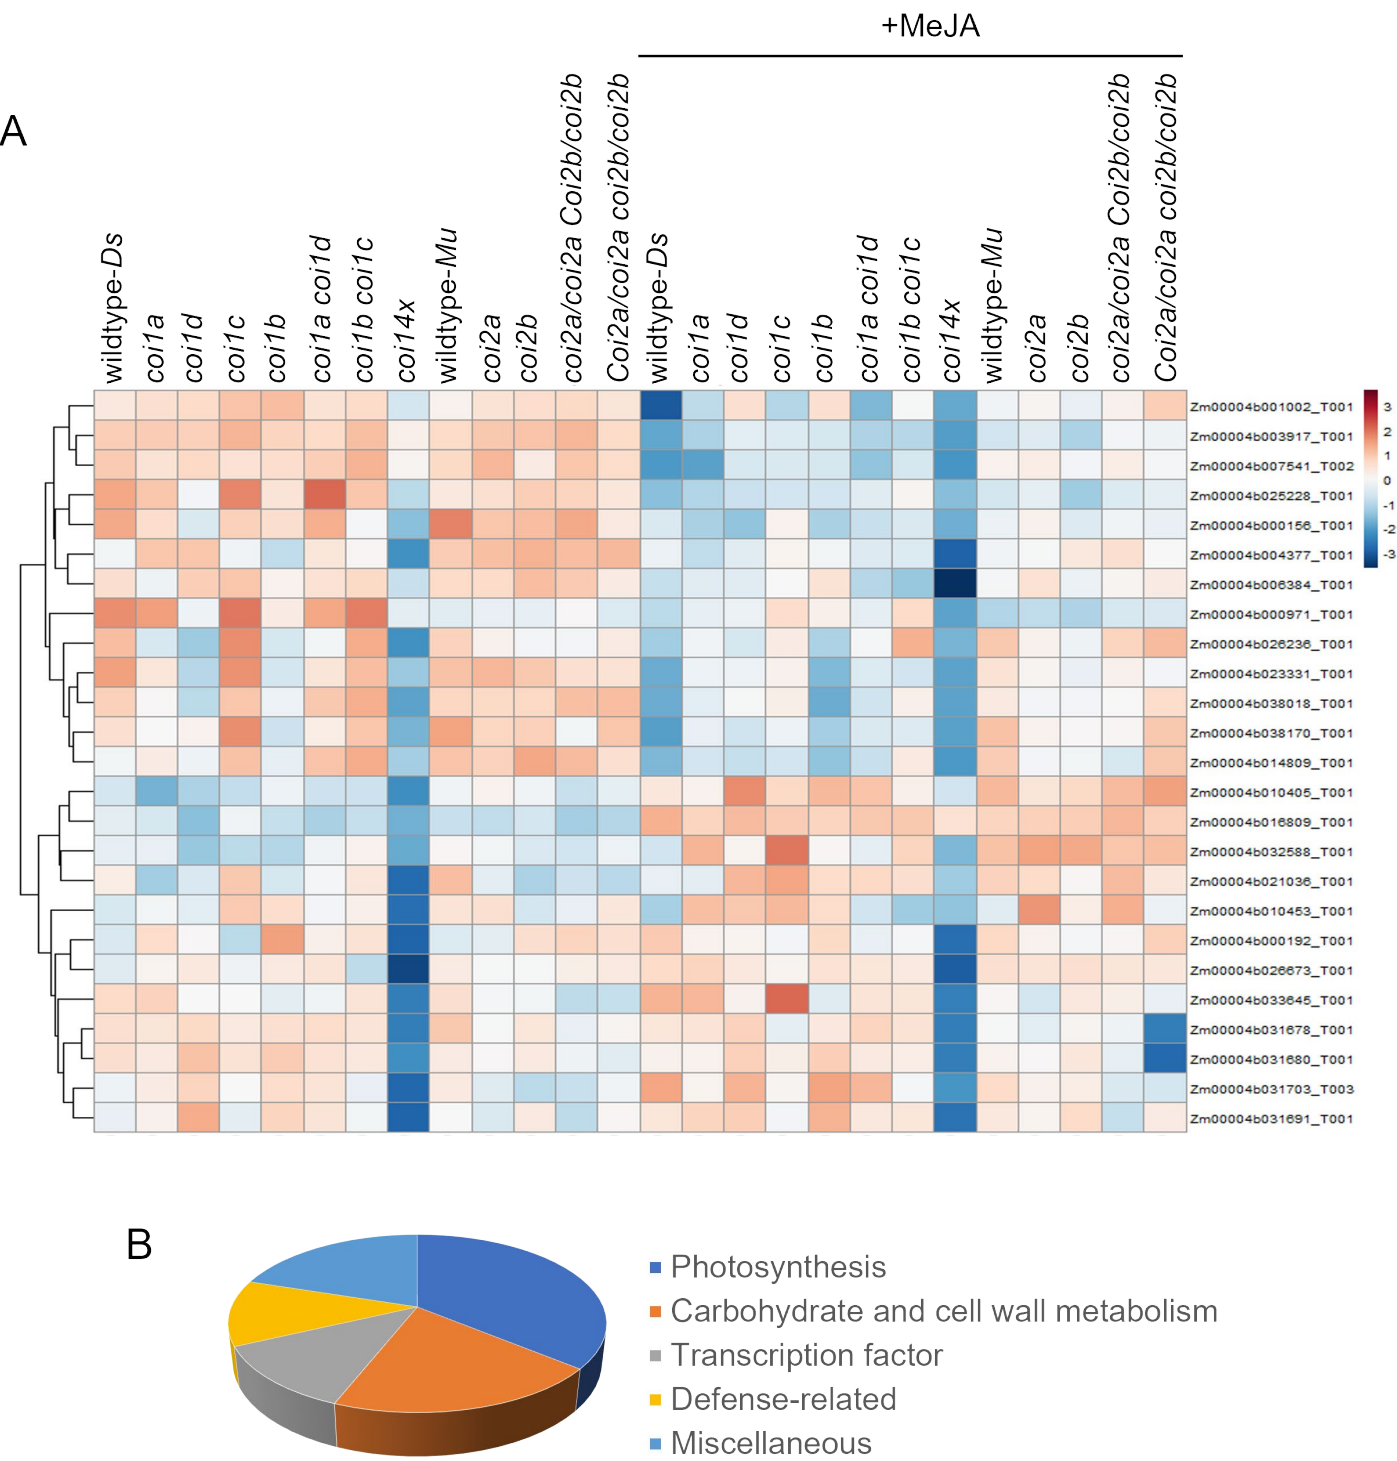 +MeJA
A
wildtype-Ds
coi1a
coi1d
coi1c
coi1b
coi1a coi1d
coi1b coi1c
coi14x
wildtype-Mu
coi2a
coi2b
coi2a/coi2a Coi2b/coi2b
Coi2a/coi2a coi2b/coi2b
wildtype-Ds
coi1a
coi1d
coi1c
coi1b
coi1a coi1d
coi1b coi1c
coi14x
wildtype-Mu
coi2a
coi2b
coi2a/coi2a Coi2b/coi2b
Coi2a/coi2a coi2b/coi2b
Zm00004b001002_T001
Zm00004b003917_T001
Zm00004b007541_T002
Zm00004b025228_T001
Zm00004b000156_T001
Zm00004b004377_T001
Zm00004b006384_T001
Zm00004b000971_T001
Zm00004b026236_T001
Zm00004b023331_T001
Zm00004b038018_T001
Zm00004b038170_T001
Zm00004b014809_T001
Zm00004b010405_T001
Zm00004b016809_T001
Zm00004b032588_T001
Zm00004b021036_T001
Zm00004b010453_T001
Zm00004b000192_T001
Zm00004b026673_T001
Zm00004b033645_T001
Zm00004b031678_T001
Zm00004b031680_T001
Zm00004b031703_T003
Zm00004b031691_T001
3
2
1
0
-1
-2
-3
B
Photosynthesis
Carbohydrate and cell wall metabolism
Transcription factor
Defense-related
Miscellaneous